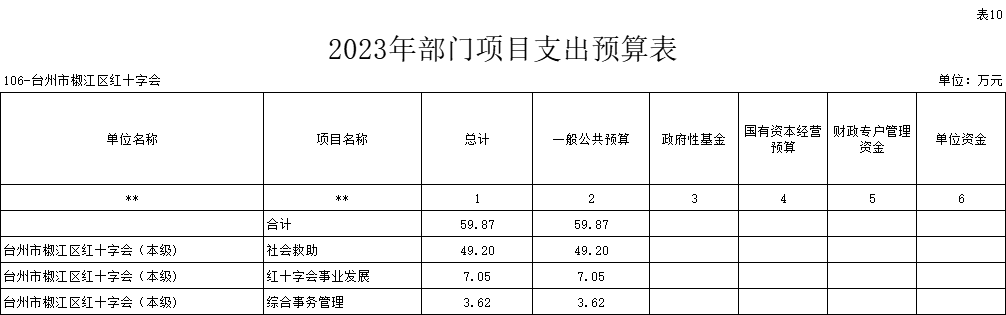 表10
2023年部门项目支出预算表
106-台州市椒江区红十字会 单位：万元
单位名称 项目名称 总计 一般公共预算 政府性基金 国有资本经营预算 财政专户管理资金 单位资金
** ** 1 2 3 4 5 6
合计 59.87 59.87
台州市椒江区红十字会（本级） 社会救助 49.20 49.20
台州市椒江区红十字会（本级） 红十字会事业发展 7.05 7.05
台州市椒江区红十字会（本级） 综合事务管理 3.62 3.62